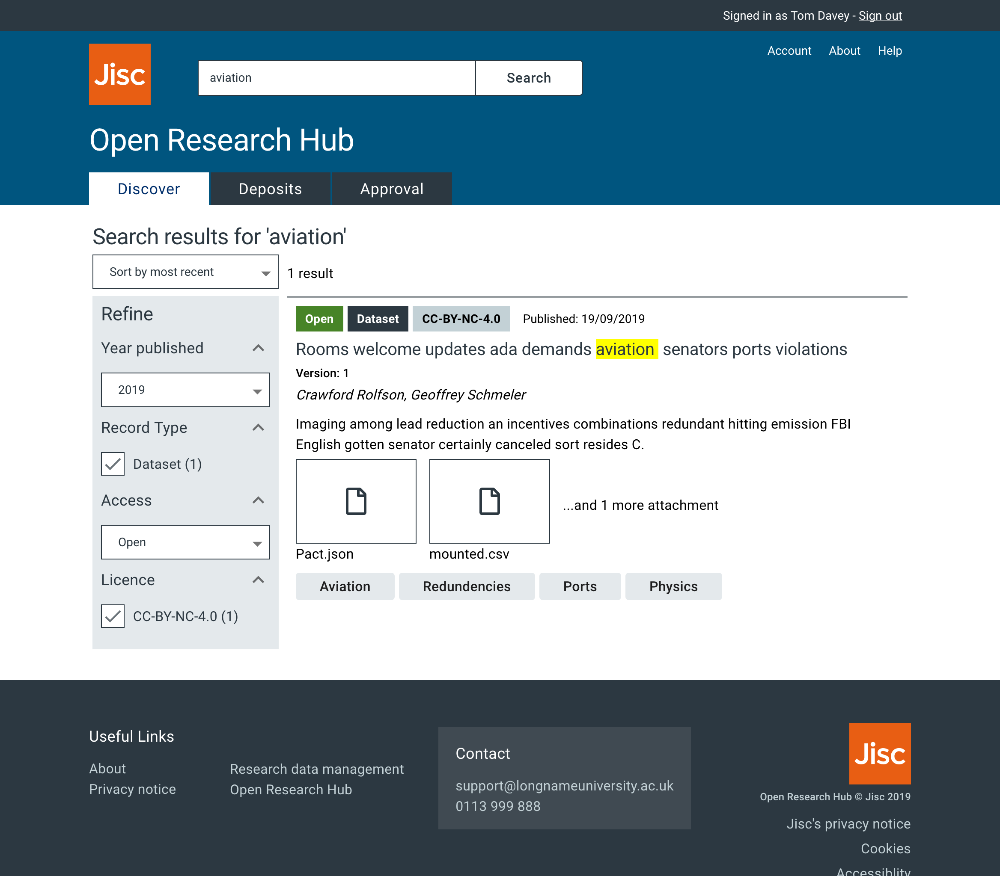 Signed in as Tom Davey - Sign out
Jisc
aviation
Search
Account About Help
Open Research Hub
Discover Deposits Approval
Search results for 'aviation'
Sort by most recent
1 result
Refine
Year published
2019
Record Type
Dataset (1)
Access
Open
Licence
CC-BY-NC-4.0 (1)
Open Dataset CC-BY-NC-4.0 Published: 19/09/2019
Rooms welcome updates ada demands aviation senators ports violations
Version: 1
Crawford Rolfson, Geoffrey Schmeler
Imaging among lead reduction an incentives combinations redundant hitting emission FBI
English gotten senator certainly canceled sort resides C.
...and 1 more attachment
Pact.json mounted.csv
Aviation Redundencies Ports Physics
Useful Links
About
Privacy notice
Research data management
Open Research Hub
Contact
support@longnameuniversity.ac.uk
0113 999 888
Jisc
Open Research Hub © Jisc 2019
Jisc's privacy notice
Cookies
Accessiblity